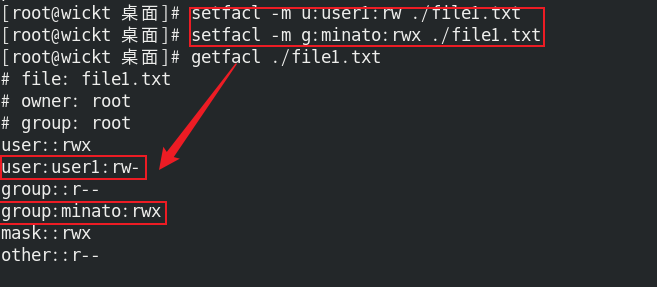 [root@wickt 桌面]# setfacl -m u:user1:rw ./file1.txt
[root@wickt 桌面]# setfacl -m g:minato:rwx ./file1.txt
[root@wickt 桌面]# getfacl ./file1.txt
# file: file1.txt
# owner: root
# group: root
user::rwx
user:user1:rw-
group::r--
group:minato:rwx
mask::rwx
other::r--